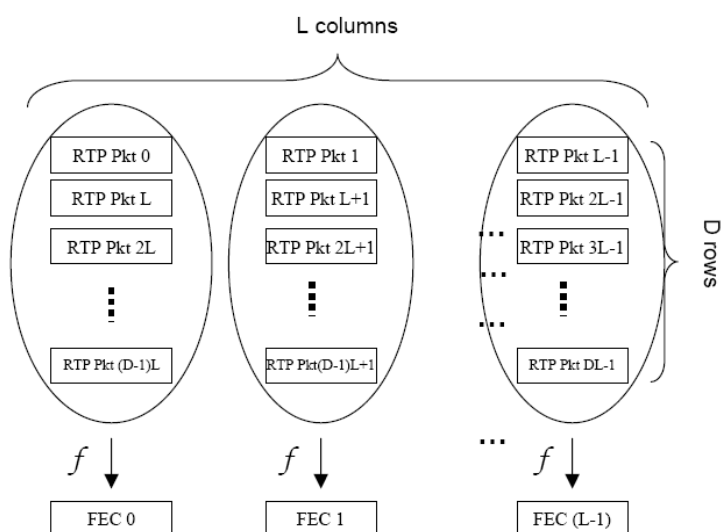 L columns
RTP Pkt 0 RTP Pkt 1 RTP Pkt L-1
RTP Pkt L RTP Pkt L+1 RTP Pkt 2L-1
... RTP Pkt 2L RTP Pkt 2L+1 RTP Pkt 3L-1
...
...
RTP Pkt (D-1)L RTP Pkt(D-1)L+1 RTP Pkt DL-1
D rows
...
f f f
FEC 0 FEC 1 FEC (L-1)